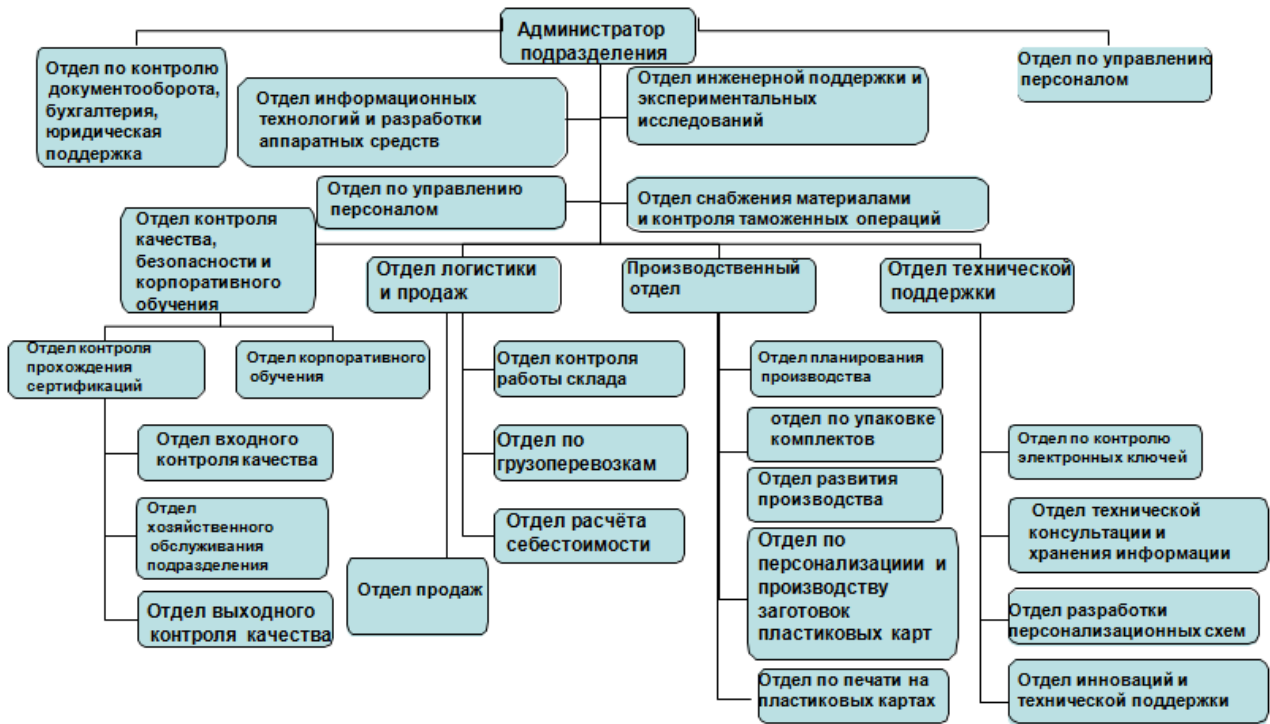 Администратор
подразделения
Отдел по контролю
документооборота,
бухгалтерия,
юридическая
поддержка
Отдел информационных
технологий и разработки
аппаратных средств
Отдел инженерной поддержки и
экспериментальных
исследований
Отдел по управлению
персоналом
Отдел по управлению
персоналом
Отдел снабжения материалами
и контроля таможенных операций
Отдел контроля
качества,
безопасности и
корпоративного
обучения
Отдел логистики
и продаж
Производственный
отдел
Отдел технической
поддержки
Отдел контроля
прохождения
сертификаций
Отдел корпоративного
обучения
Отдел входного
контроля качества
Отдел
хозяйственного
обслуживания
подразделения
Отдел выходного
контроля качества
Отдел контроля
работы склада
Отдел по
грузоперевозкам
Отдел расчёта
себестоимости
Отдел продаж
Отдел планирования
производства
отдел по упаковке
комплектов
Отдел развития
производства
Отдел по
персонализациии и
производству
заготовок
пластиковых карт
Отдел по печати на
пластиковых картах
Отдел по контролю
электронных ключей
Отдел технической
консультации и
хранения информации
Отдел разработки
персонализационных схем
Отдел инноваций и
технической поддержки